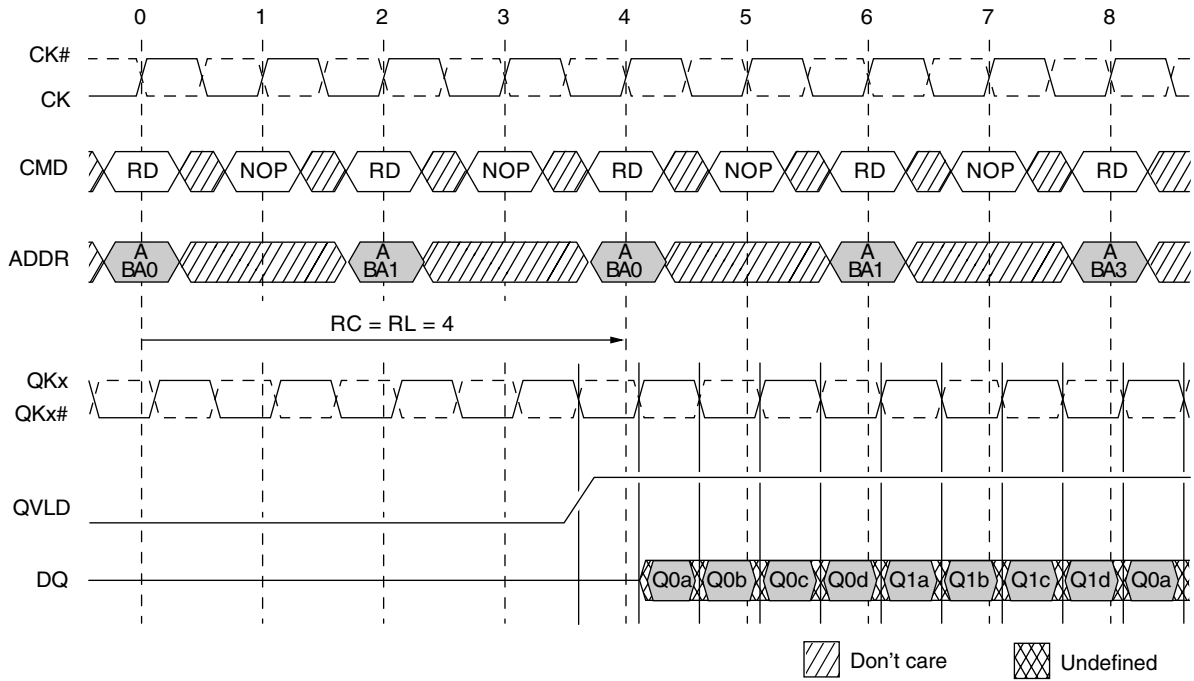 0 1 2 3 4 5 6 7 8
CK#
CK
CMD RD NOP RD NOP RD NOP RD NOP RD
ADDR A BA0 A BA1 A BA0 A BA1 A BA3
RC = RL = 4
QKx
QKx#
QVLD
DQ Q0a Q0b Q0c Q0d Q1a Q1b Q1c Q1d Q0a
Don't care Undefined